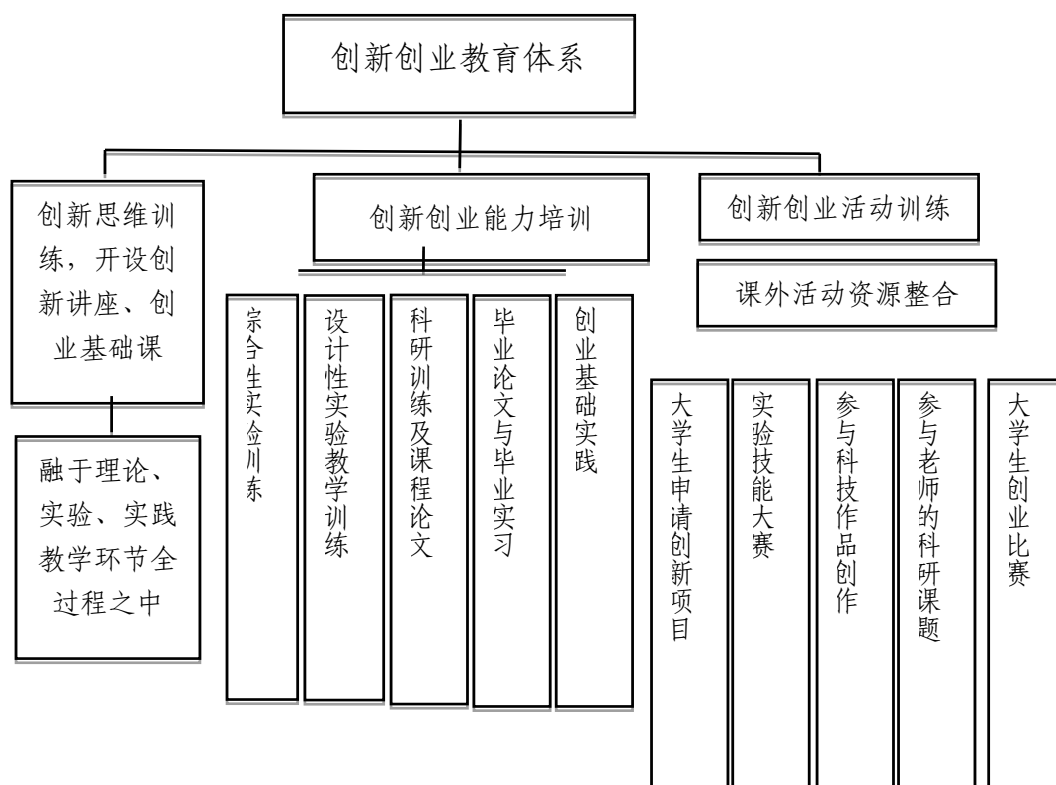 创新创业教育体系
创新思维训
练，开设创
新讲座、创
业基础课
创新创业能力培训
创新创业活动训练
课外活动资源整合
融于理论、
实验、实践
教学环节全
过程之中
综合性实验训练
设计性实验教学训练
科研训练及课程论文
毕业论文与毕业实习
创业基础实践
大学生申请创新项目
实验技能大赛
参与科技作品创作
参与老师的科研课题
大学生创业比赛